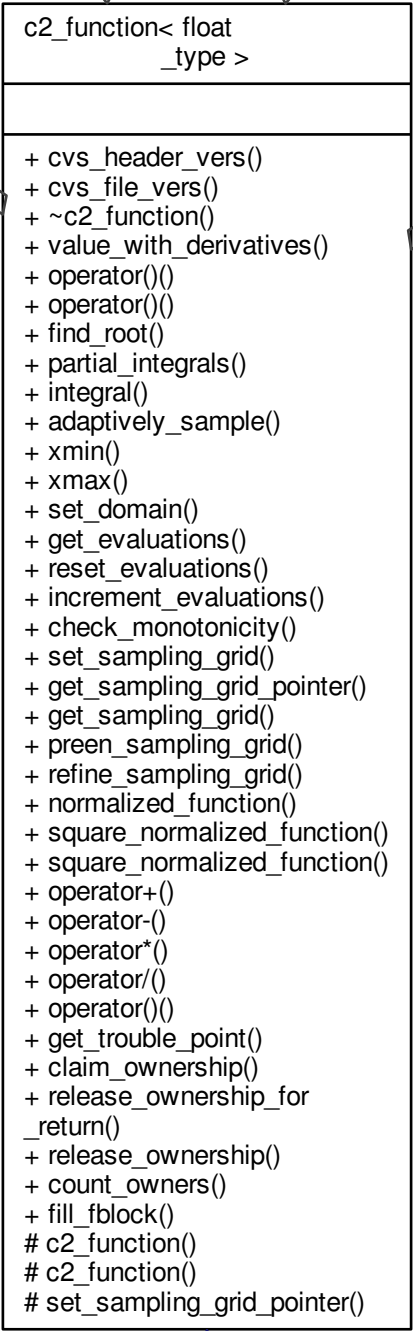 c2_function< float
_type >
+ cvs_header_vers()
+ cvs_file_vers()
+ ~c2_function()
+ value_with_derivatives()
+ operator()()
+ operator()()
+ find_root()
+ partial_integrals()
+ integral()
+ adaptively_sample()
+ xmin()
+ xmax()
+ set_domain()
+ get_evaluations()
+ reset_evaluations()
+ increment_evaluations()
+ check_monotonicity()
+ set_sampling_grid()
+ get_sampling_grid_pointer()
+ get_sampling_grid()
+ preen_sampling_grid()
+ refine_sampling_grid()
+ normalized_function()
+ square_normalized_function()
+ square_normalized_function()
+ operator+()
+ operator-()
+ operator*()
+ operator/()
+ operator()()
+ get_trouble_point()
+ claim_ownership()
+ release_ownership_for
_return()
+ release_ownership()
+ count_owners()
+ fill_fblock()
# c2_function()
# c2_function()
# set_sampling_grid_pointer()